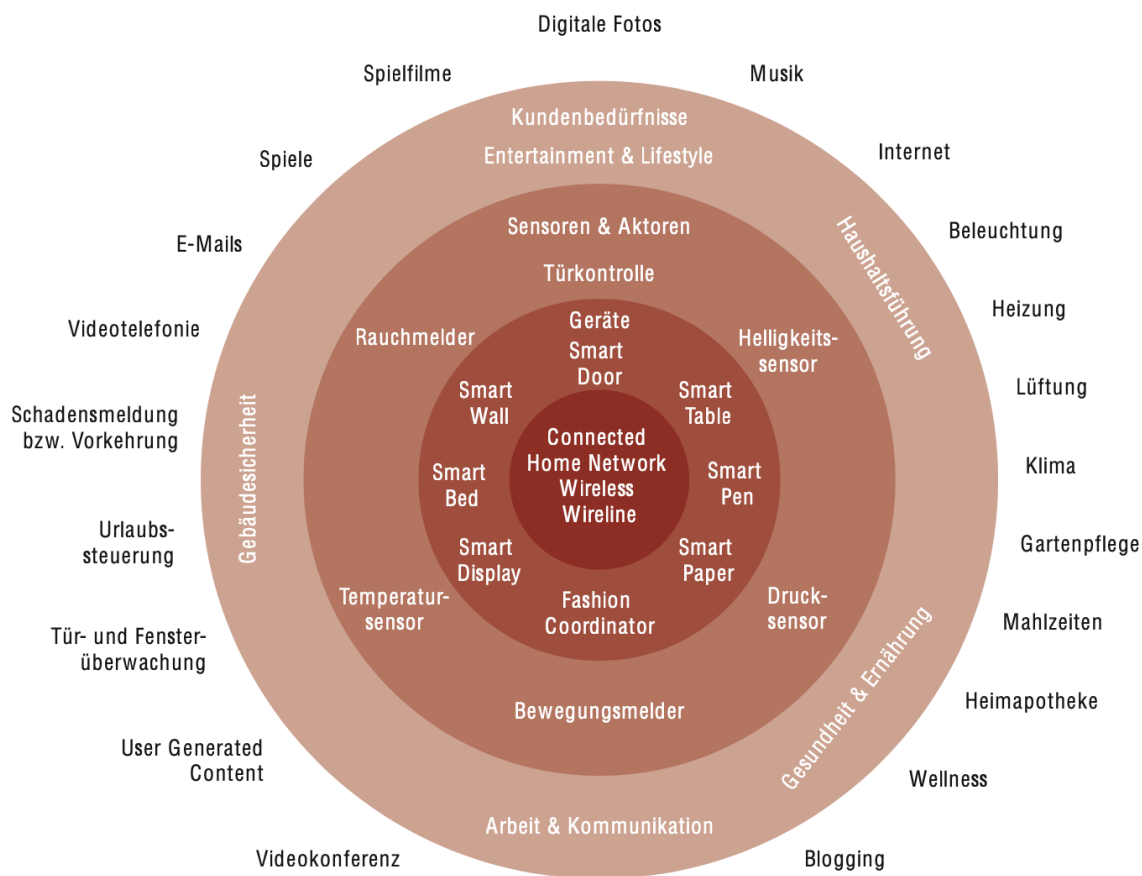 Digitale Fotos
Spielfilme
Musik
Kundenbedürfnisse
Entertainment & Lifestyle
Spiele
Internet
Sensoren & Aktoren
Haushaltsführung
E-Mails
Beleuchtung
Türkontrolle
Videotelefonie
Rauchmelder
Geräte
Helligkeits-
sensor
Heizung
Smart
Door
Smart
Wall
Smart
Table
Lüftung
Schadensmeldung
bzw. Vorkehrung
Gebäudesicherheit
Connected
Home Network
Wireless
Wireline
Smart
Bed
Smart
Pen
Klima
Urlaubs-
steuerung
Smart
Display
Smart
Paper
Gartenpflege
Temperatur-
sensor
Fashion
Coordinator
Druck-
sensor
Mahlzeiten
Tür- und Fenster-
überwachung
Gesundheit & Ernährung
Bewegungsmelder
Heimapotheke
User Generated
Content
Wellness
Arbeit & Kommunikation
Videokonferenz
Blogging